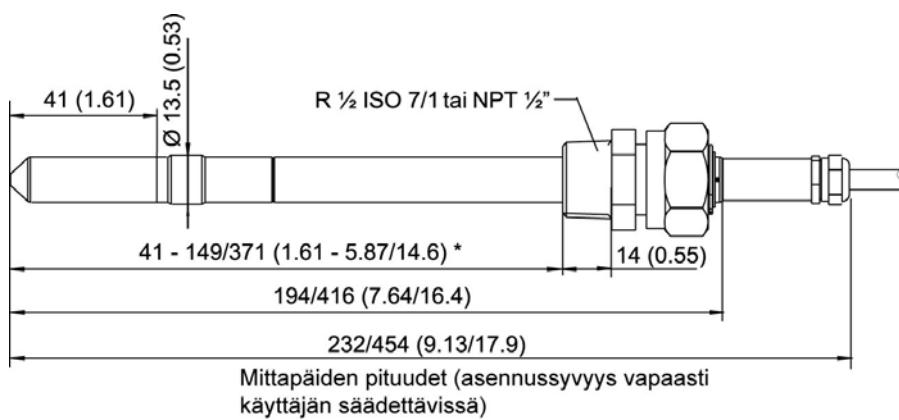 41 (1.61)
Ø 13.5 (0.53)
R ½ ISO 7/1 tai NPT ½”
41 - 149/371 (1.61 - 5.87/14.6) *
14 (0.55)
194/416 (7.64/16.4)
232/454 (9.13/17.9)
Mittapäiden pituudet (asennussyvyys vapaasti
käyttäjän säädettävissä)